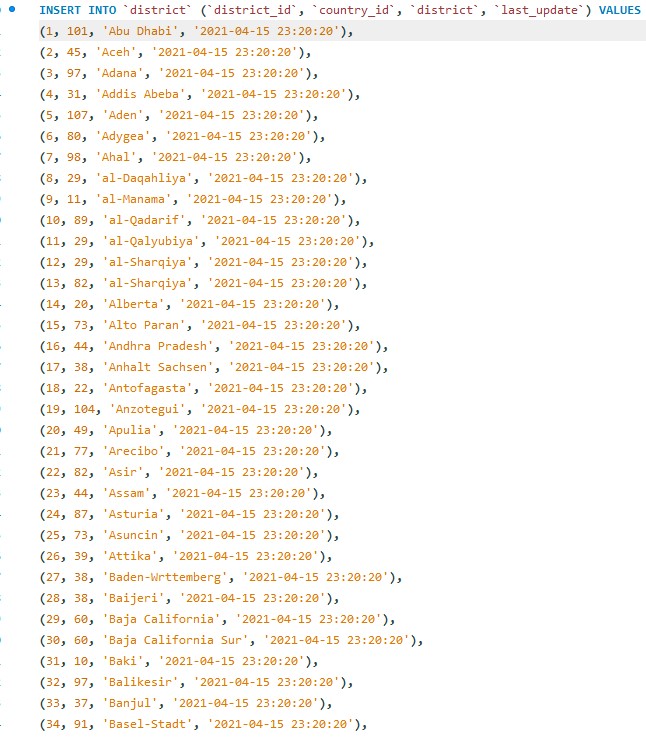 INSERT INTO `district` (`district_id`, `country_id`, `district`, `last_update`) VALUES
(1, 101, 'Abu Dhabi', '2021-04-15 23:20:20'),
(2, 45, 'Aceh', '2021-04-15 23:20:20'),
(3, 97, 'Adana', '2021-04-15 23:20:20'),
(4, 31, 'Addis Abeba', '2021-04-15 23:20:20'),
(5, 107, 'Aden', '2021-04-15 23:20:20'),
(6, 80, 'Adygea', '2021-04-15 23:20:20'),
(7, 98, 'Ahal', '2021-04-15 23:20:20'),
(8, 29, 'al-Daqahliya', '2021-04-15 23:20:20'),
(9, 11, 'al-Manama', '2021-04-15 23:20:20'),
(10, 89, 'al-Qadarif', '2021-04-15 23:20:20'),
(11, 29, 'al-Qalyubiya', '2021-04-15 23:20:20'),
(12, 29, 'al-Sharqiya', '2021-04-15 23:20:20'),
(13, 82, 'al-Sharqiya', '2021-04-15 23:20:20'),
(14, 20, 'Alberta', '2021-04-15 23:20:20'),
(15, 73, 'Alto Paran', '2021-04-15 23:20:20'),
(16, 44, 'Andhra Pradesh', '2021-04-15 23:20:20'),
(17, 38, 'Anhalt Sachsen', '2021-04-15 23:20:20'),
(18, 22, 'Antofagasta', '2021-04-15 23:20:20'),
(19, 104, 'Anzotegui', '2021-04-15 23:20:20'),
(20, 49, 'Apulia', '2021-04-15 23:20:20'),
(21, 77, 'Arecibo', '2021-04-15 23:20:20'),
(22, 82, 'Asir', '2021-04-15 23:20:20'),
(23, 44, 'Assam', '2021-04-15 23:20:20'),
(24, 87, 'Asturia', '2021-04-15 23:20:20'),
(25, 73, 'Asuncin', '2021-04-15 23:20:20'),
(26, 39, 'Attika', '2021-04-15 23:20:20'),
(27, 38, 'Baden-Wrttemberg', '2021-04-15 23:20:20'),
(28, 38, 'Baijeri', '2021-04-15 23:20:20'),
(29, 60, 'Baja California', '2021-04-15 23:20:20'),
(30, 60, 'Baja California Sur', '2021-04-15 23:20:20'),
(31, 10, 'Baki', '2021-04-15 23:20:20'),
(32, 97, 'Balikesir', '2021-04-15 23:20:20'),
(33, 37, 'Banjul', '2021-04-15 23:20:20'),
(34, 91, 'Basel-Stadt', '2021-04-15 23:20:20'),